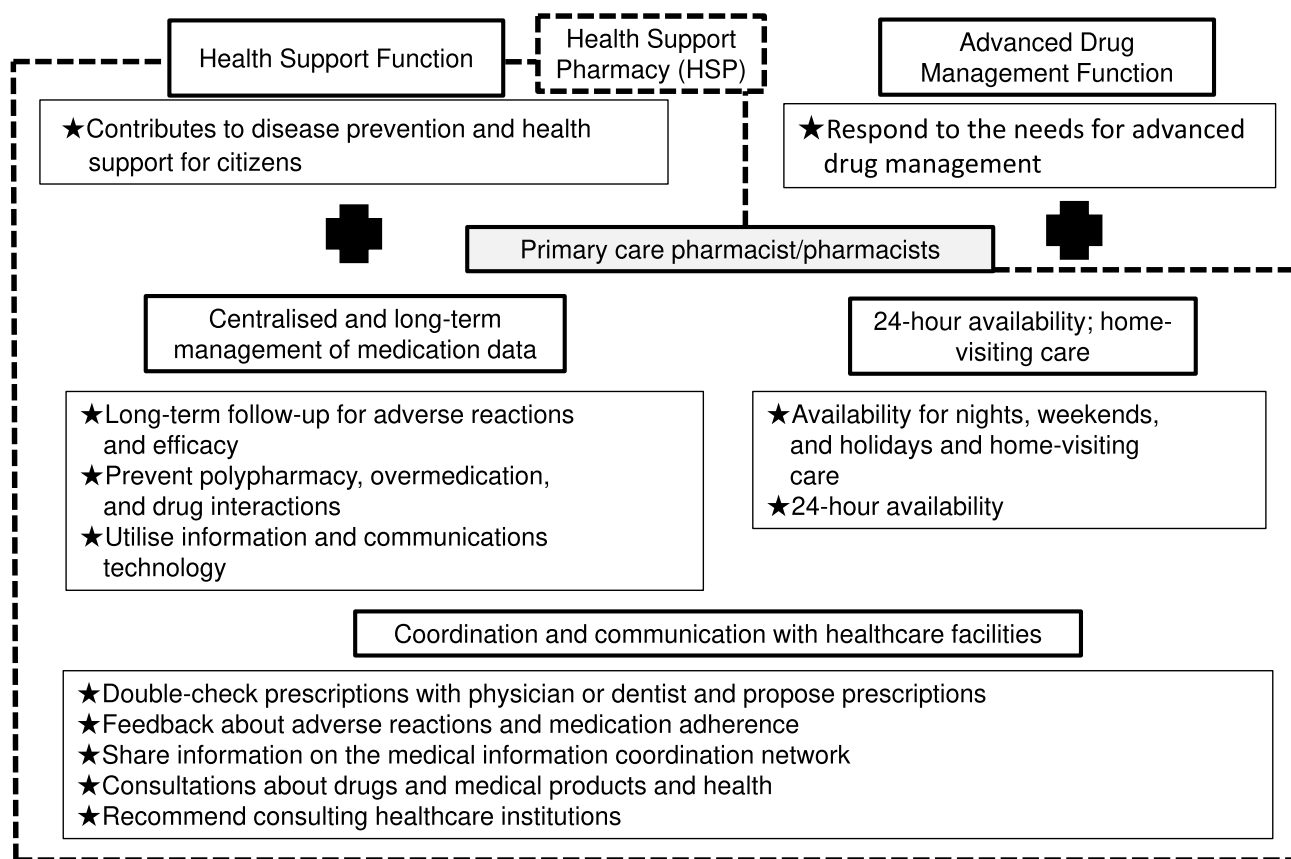 Health Support Function
Health Support
Pharmacy (HSP)
Advanced Drug
Management Function
★Contributes to disease prevention and health
support for citizens
★Respond to the needs for advanced
drug management
Primary care pharmacist/pharmacists
Centralised and long-term
management of medication data
24-hour availability; home-
visiting care
★Long-term follow-up for adverse reactions
and efficacy
★Prevent polypharmacy, overmedication,
and drug interactions
★Utilise information and communications
technology
★Availability for nights, weekends,
and holidays and home-visiting
care
★24-hour availability
Coordination and communication with healthcare facilities
★Double-check prescriptions with physician or dentist and propose prescriptions
★Feedback about adverse reactions and medication adherence
★Share information on the medical information coordination network
★Consultations about drugs and medical products and health
★Recommend consulting healthcare institutions